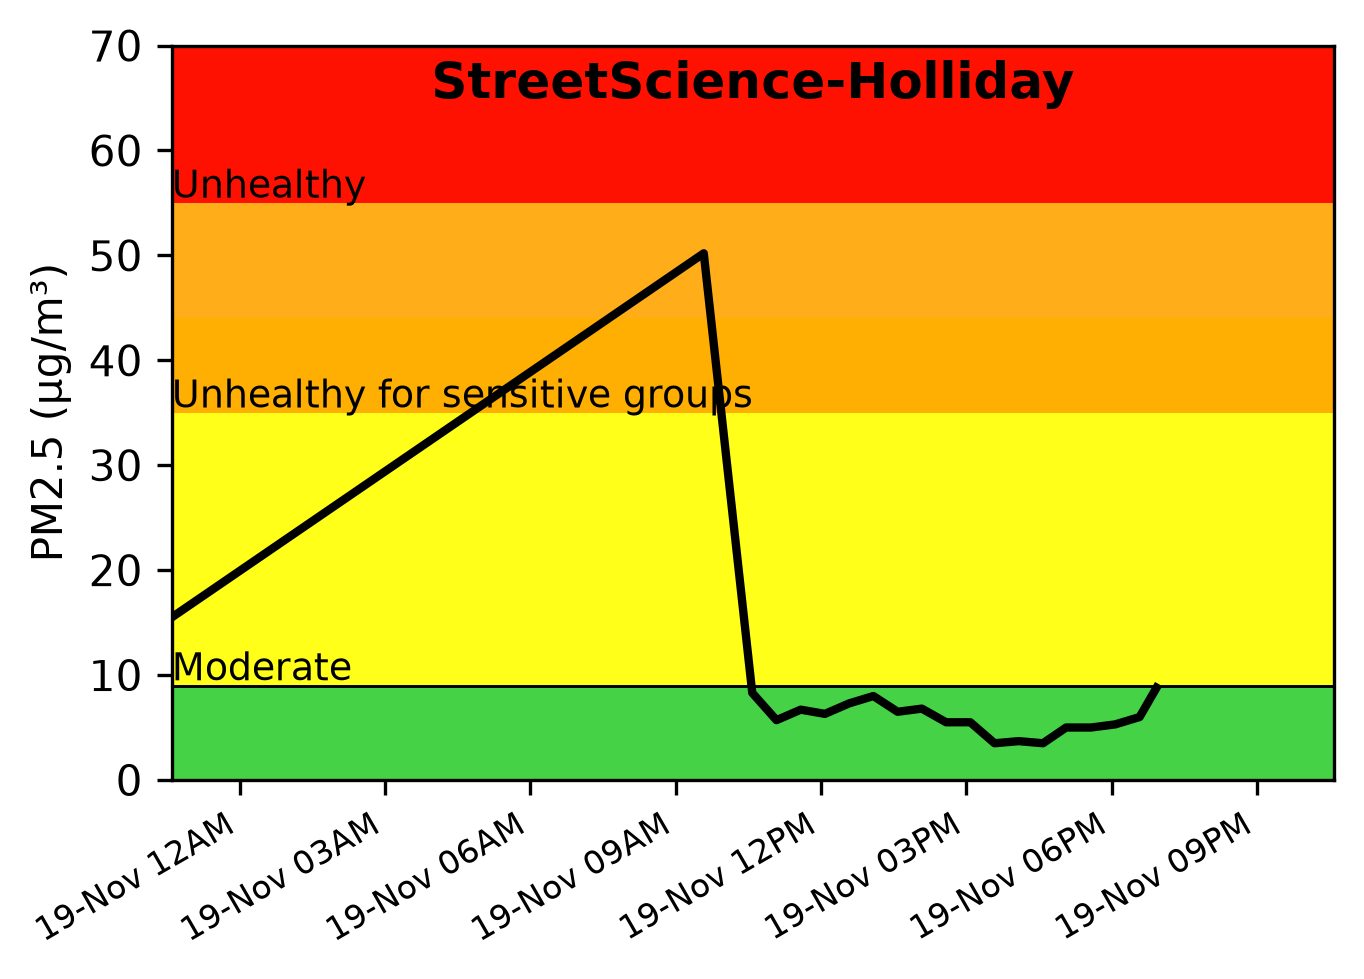 StreetScience-Holliday
PM2.5 (µg/m³)
70
60
50
40
30
20
10
0
Unhealthy
Unhealthy for sensitive groups
Moderate
19-Nov 12AM
19-Nov 03AM
19-Nov 06AM
19-Nov 09AM
19-Nov 12PM
19-Nov 03PM
19-Nov 06PM
19-Nov 09PM